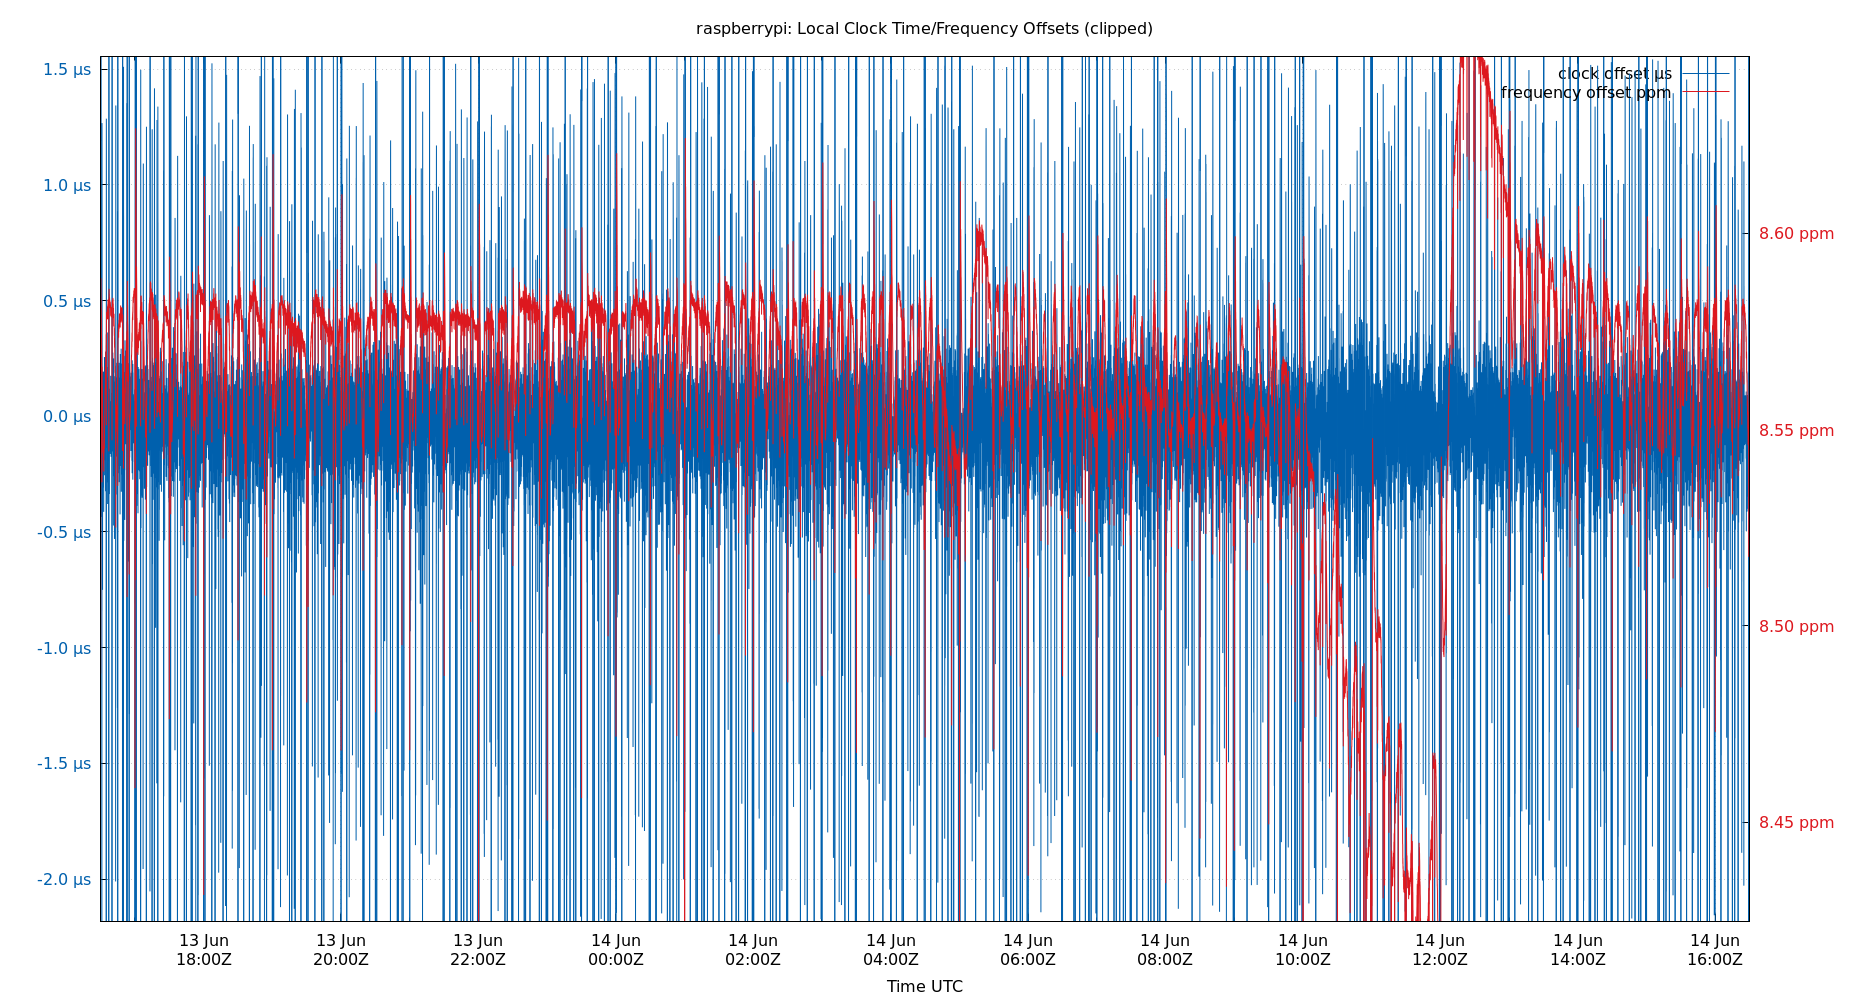 raspberrypi: Local Clock Time/Frequency Offsets (clipped)
clock offset µs
frequency offset ppm
1.5 µs
1.0 µs
0.5 µs
0.0 µs
-0.5 µs
-1.0 µs
-1.5 µs
-2.0 µs
8.60 ppm
8.55 ppm
8.50 ppm
8.45 ppm
13 Jun 13 Jun 13 Jun 14 Jun 14 Jun 14 Jun 14 Jun 14 Jun 14 Jun 14 Jun 14 Jun 14 Jun
18:00Z 20:00Z 22:00Z 00:00Z 02:00Z 04:00Z 06:00Z 08:00Z 10:00Z 12:00Z 14:00Z 16:00Z
Time UTC